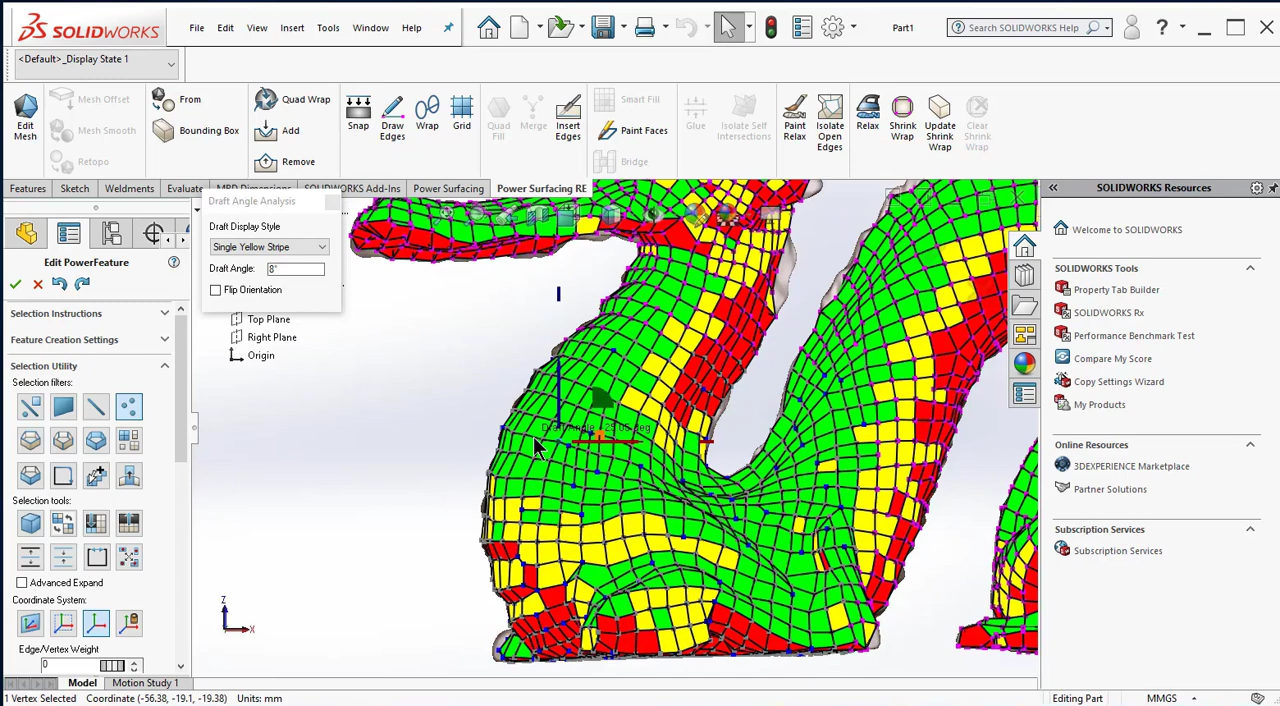 SOLIDWORKS
File Edit View Insert Tools Window Help
Part1
Search SOLIDWORKS Help
?
<Default>_Display State 1
Edit Mesh
Mesh Offset
Mesh Smooth
Retopo
From
Bounding Box
Quad Wrap
Add
Remove
Snap
Draw Edges
Wrap
Grid
Quad Fill
Merge
Insert Edges
Smart Fill
Paint Faces
Bridge
Glue
Isolate Self Intersections
Paint Relax
Isolate Open Edges
Relax
Shrink Wrap
Update Shrink Wrap
Clear Shrink Wrap
Features Sketch Weldments Evaluate MBD Dimensions SOLIDWORKS Add-Ins Power Surfacing Power Surfacing RE
Draft Angle Analysis
Draft Display Style
Single Yellow Stripe
Draft Angle: 8°
Flip Orientation
Top Plane
Right Plane
Origin
Edit PowerFeature
Selection Instructions
Feature Creation Settings
Selection Utility
Selection filters:
Selection tools:
Advanced Expand
Coordinate System:
Edge/Vertex Weight
0
Z
X
SOLIDWORKS Resources
Welcome to SOLIDWORKS
SOLIDWORKS Tools
Property Tab Builder
SOLIDWORKS Rx
Performance Benchmark Test
Compare My Score
Copy Settings Wizard
My Products
Online Resources
3DEXPERIENCE Marketplace
Partner Solutions
Subscription Services
Subscription Services
Model Motion Study 1
1 Vertex Selected Coordinate (-56.38, -19.1, -19.38) Units: mm
Editing Part MMGS